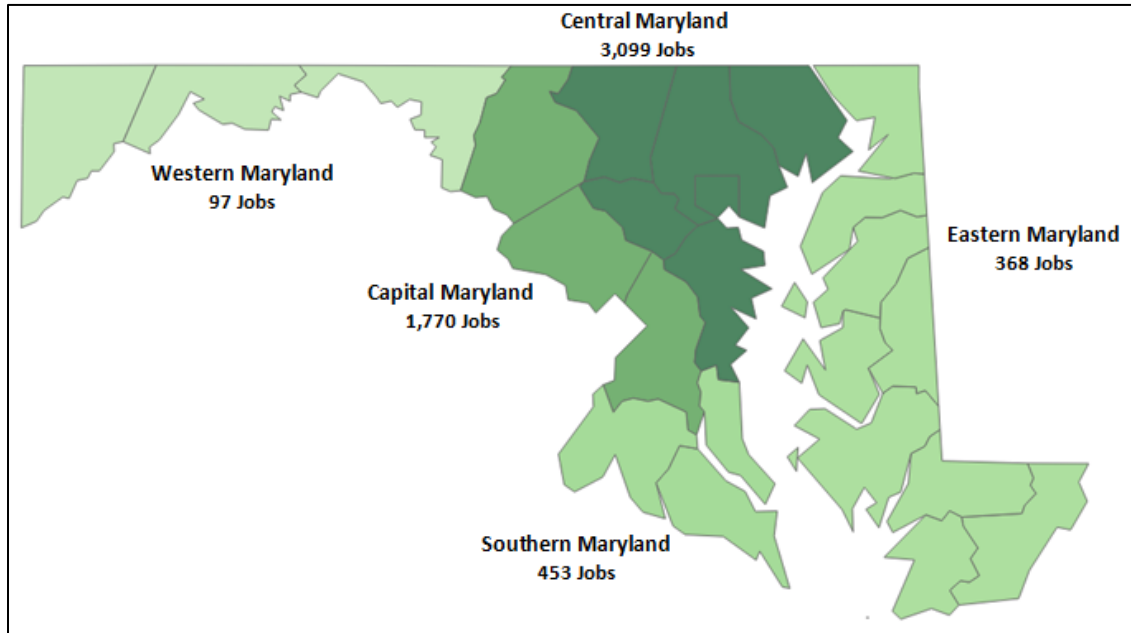 Central Maryland
3,099 Jobs
Western Maryland
97 Jobs
Eastern Maryland
368 Jobs
Capital Maryland
1,770 Jobs
Southern Maryland
453 Jobs